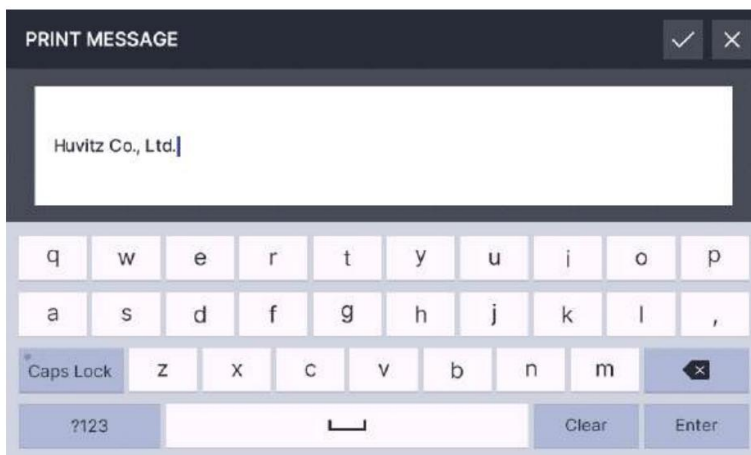 PRINT MESSAGE
Huvitz Co., Ltd.
q w e r t y u i o p
a s d f g h j k l ,
Caps Lock z x c v b n m
?123 Clear Enter